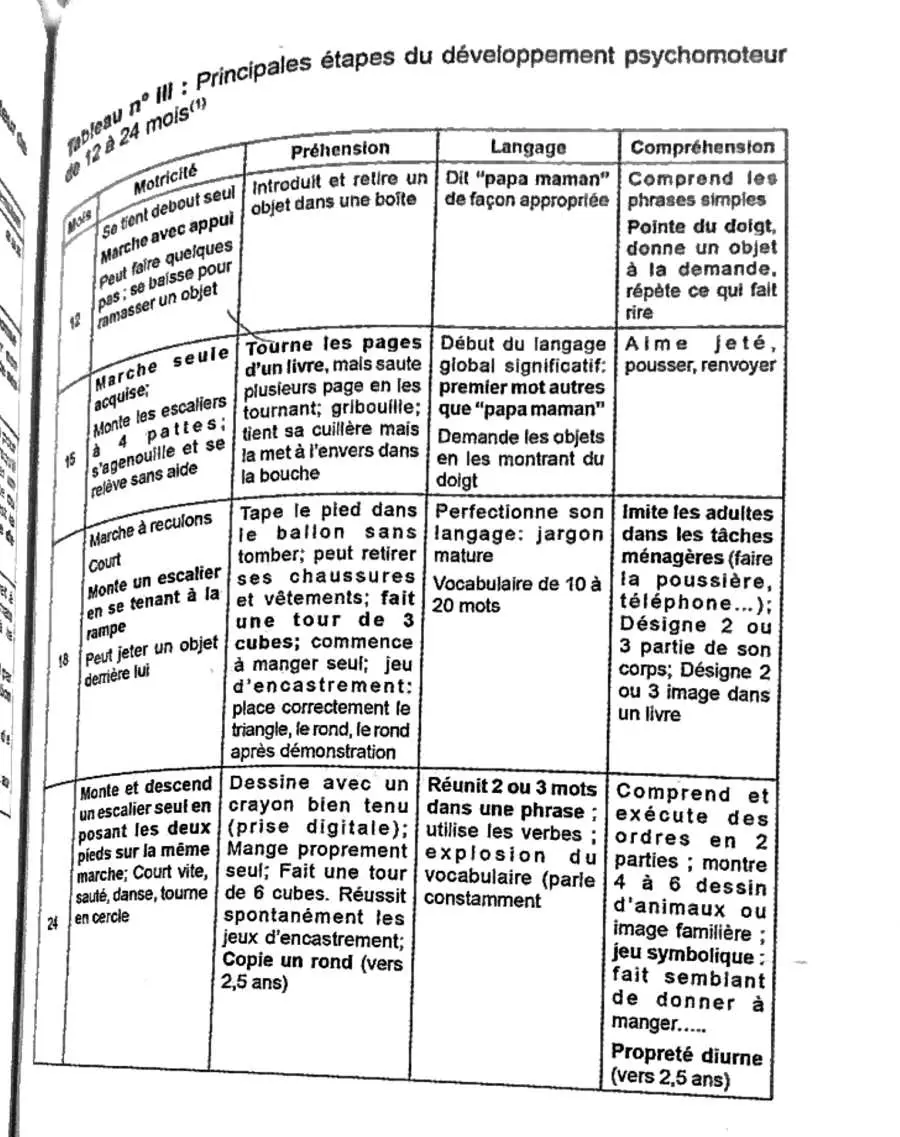 Tableau n° III : Principales étapes du développement psychomoteur
de 12 à 24 mois(1)
Mois
Motricité
Préhension
Langage
Compréhension
12
Se tient debout seul
Marche avec appui
Peut faire quelques
pas ; se baisse pour
ramasser un objet
Introduit et retire un
objet dans une boîte
Dit "papa maman"
de façon appropriée
Comprend les
phrases simples
Pointe du doigt,
donne un objet
à la demande,
répète ce qui fait
rire
15
Marche seule
acquise;
Monte les escaliers
à 4 pattes;
s'agenouille et se
relève sans aide
Tourne les pages
d'un livre, mais saute
plusieurs page en les
tournant; gribouille;
tient sa cuillère mais
la met à l'envers dans
la bouche
Début du langage
global significatif:
premier mot autres
que "papa maman"
Demande les objets
en les montrant du
doigt
Aime jeté,
pousser, renvoyer
18
Marche à reculons
Court
Monte un escalier
en se tenant à la
rampe
Peut jeter un objet
derrière lui
Tape le pied dans
le ballon sans
tomber; peut retirer
ses chaussures
et vêtements; fait
une tour de 3
cubes; commence
à manger seul; jeu
d'encastrement:
place correctement le
triangle, le rond, le rond
après démonstration
Perfectionne son
langage: jargon
mature
Vocabulaire de 10 à
20 mots
Imite les adultes
dans les tâches
ménagères (faire
la poussière,
téléphone...);
Désigne 2 ou
3 partie de son
corps; Désigne 2
ou 3 image dans
un livre
24
Monte et descend
un escalier seul en
posant les deux
pieds sur la même
marche; Court vite,
sauté, danse, tourne
en cercle
Dessine avec un
crayon bien tenu
(prise digitale);
Mange proprement
seul; Fait une tour
de 6 cubes. Réussit
spontanément les
jeux d'encastrement;
Copie un rond (vers
2,5 ans)
Réunit 2 ou 3 mots
dans une phrase ;
utilise les verbes ;
explosion du
vocabulaire (parle
constamment
Comprend et
exécute des
ordres en 2
parties ; montre
4 à 6 dessin
d'animaux ou
image familière ;
jeu symbolique :
fait semblant
de donner à
manger.....
Propreté diurne
(vers 2,5 ans)